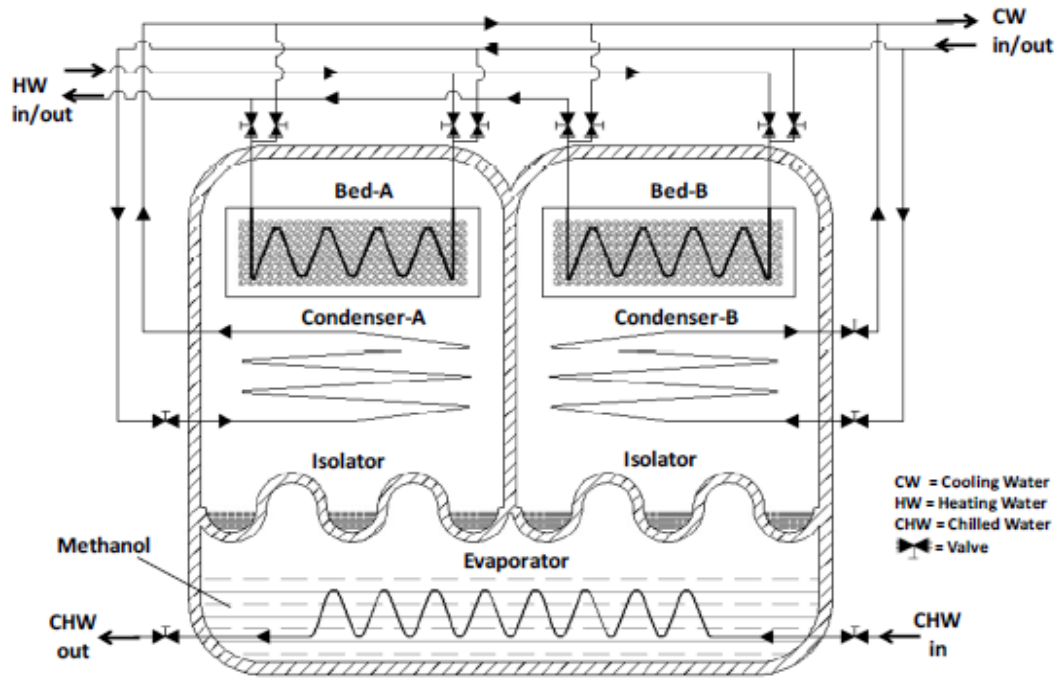 CW
in/out
HW
in/out
Bed-A
Bed-B
Condenser-A
Condenser-B
Isolator
Isolator
CW = Cooling Water
HW = Heating Water
CHW = Chilled Water
= Valve
Methanol
Evaporator
CHW
out
CHW
in